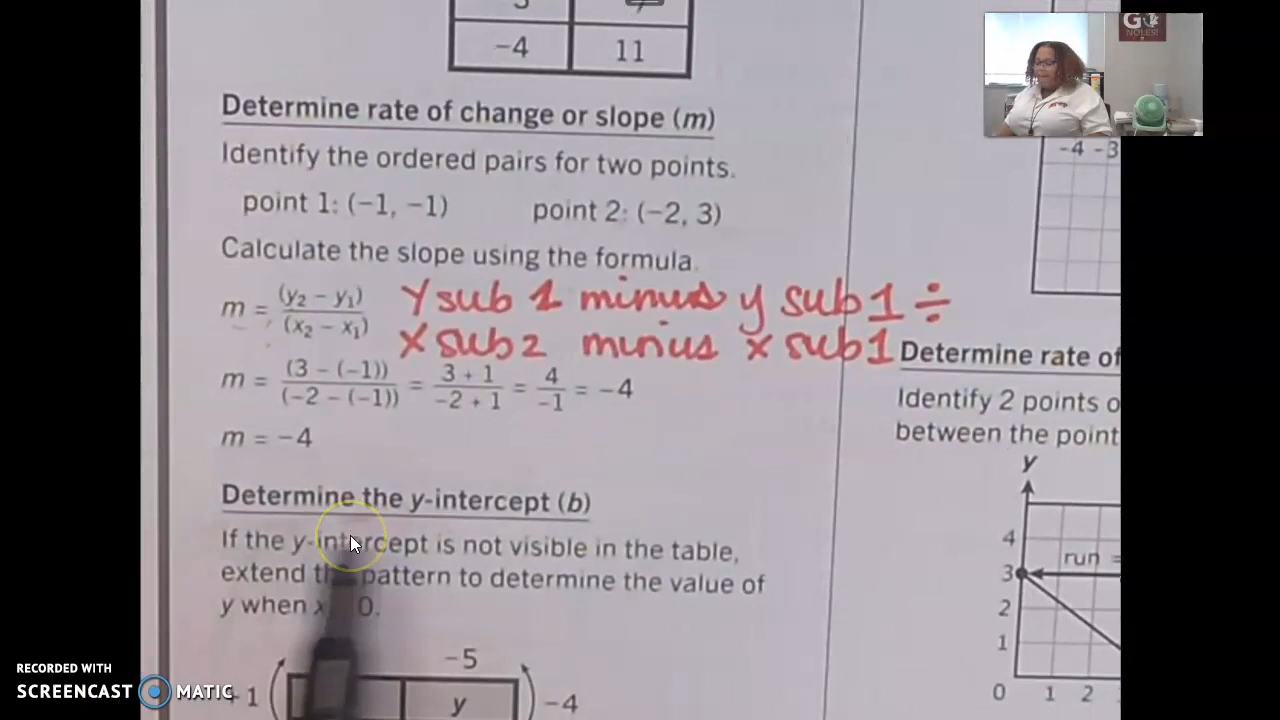 -4 11
Determine rate of change or slope (m)
Identify the ordered pairs for two points.
point 1: (-1, -1) point 2: (-2, 3)
Calculate the slope using the formula.
m = (y₂ - y₁) / (x₂ - x₁)
Y sub 1 minus y sub 1 ÷
X sub 2 minus x sub 1
m = (3 - (-1)) / (-2 - (-1)) = 3 + 1 / -2 + 1 = 4 / -1 = -4
m = -4
Determine the y-intercept (b)
If the y-intercept is not visible in the table,
extend the pattern to determine the value of
y when x 0.
-5
1 y -4
-4 -3
Determine rate of
Identify 2 points o
between the point
y
4
3 run =
2
1
0 1 2
NOLES!
RECORDED WITH
SCREENCAST MATIC